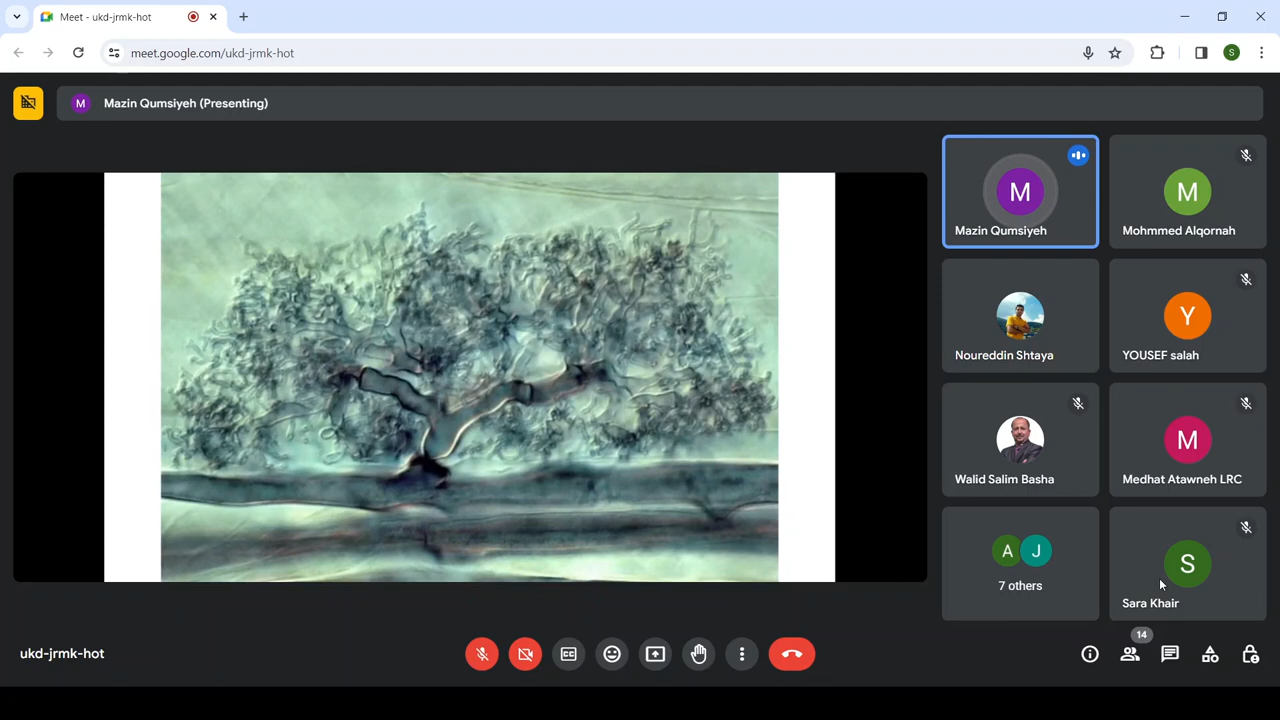 Meet - ukd-jrmk-hot
meet.google.com/ukd-jrmk-hot
S
M
Mazin Qumsiyeh (Presenting)
M
Mazin Qumsiyeh
M
Mohmmed Alqornah
Noureddin Shtaya
Y
YOUSEF salah
Walid Salim Basha
M
Medhat Atawneh LRC
A
J
7 others
S
Sara Khair
ukd-jrmk-hot
14